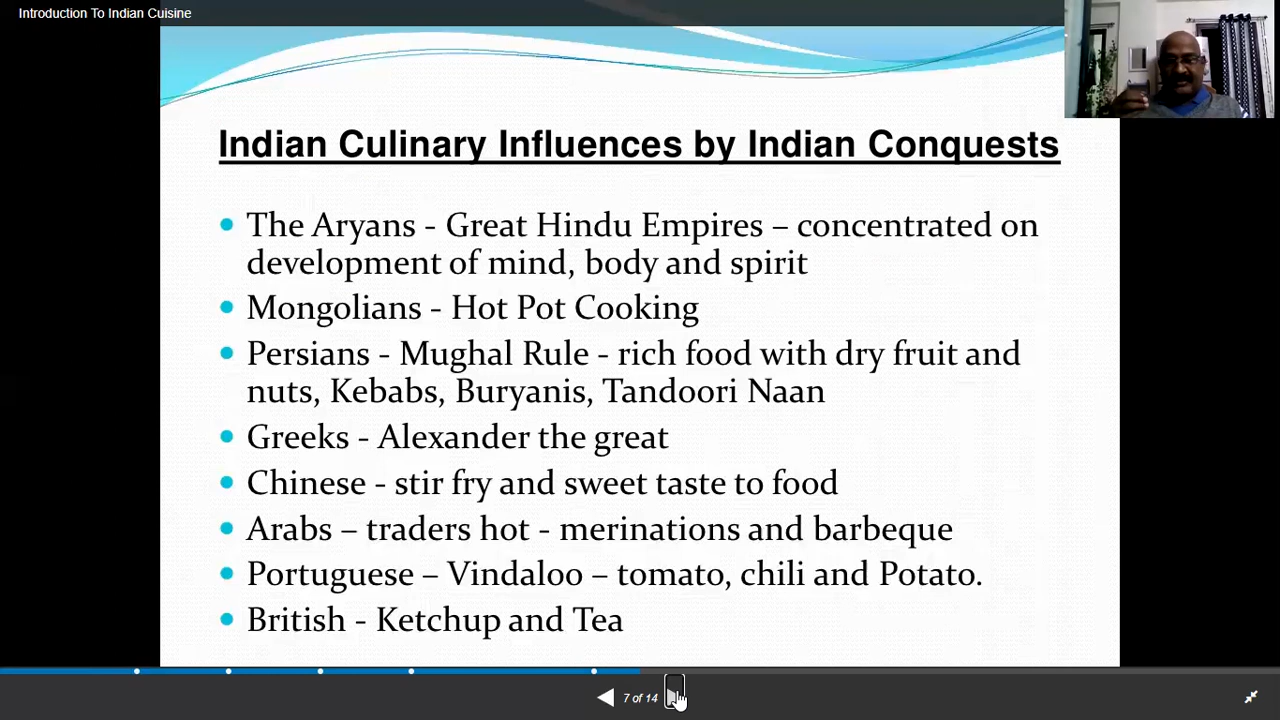 Introduction To Indian Cuisine
Indian Culinary Influences by Indian Conquests
• The Aryans - Great Hindu Empires – concentrated on
development of mind, body and spirit
• Mongolians - Hot Pot Cooking
• Persians - Mughal Rule - rich food with dry fruit and
nuts, Kebabs, Buryanis, Tandoori Naan
• Greeks - Alexander the great
• Chinese - stir fry and sweet taste to food
• Arabs – traders hot - merinations and barbeque
• Portuguese – Vindaloo – tomato, chili and Potato.
• British - Ketchup and Tea
7 of 14